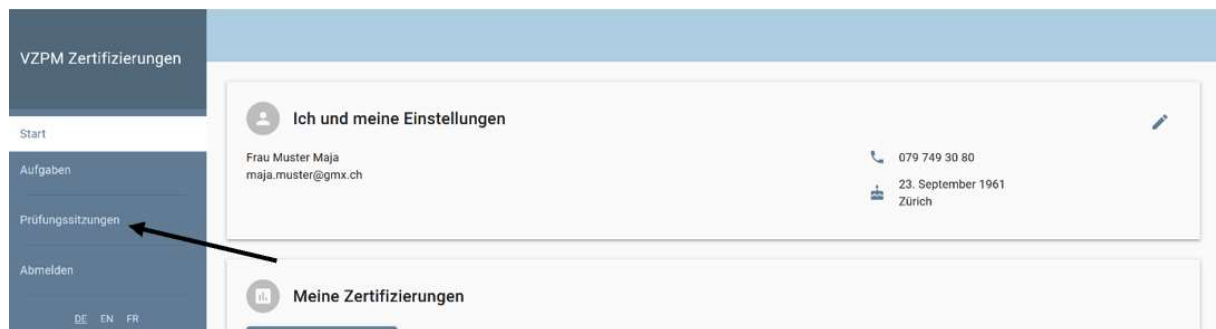 VZPM Zertifizierungen
Start
Aufgaben
Prüfungssitzungen
Abmelden
DE EN FR
Ich und meine Einstellungen
Frau Muster Maja
maja.muster@gmx.ch
079 749 30 80
23. September 1961
Zürich
Meine Zertifizierungen